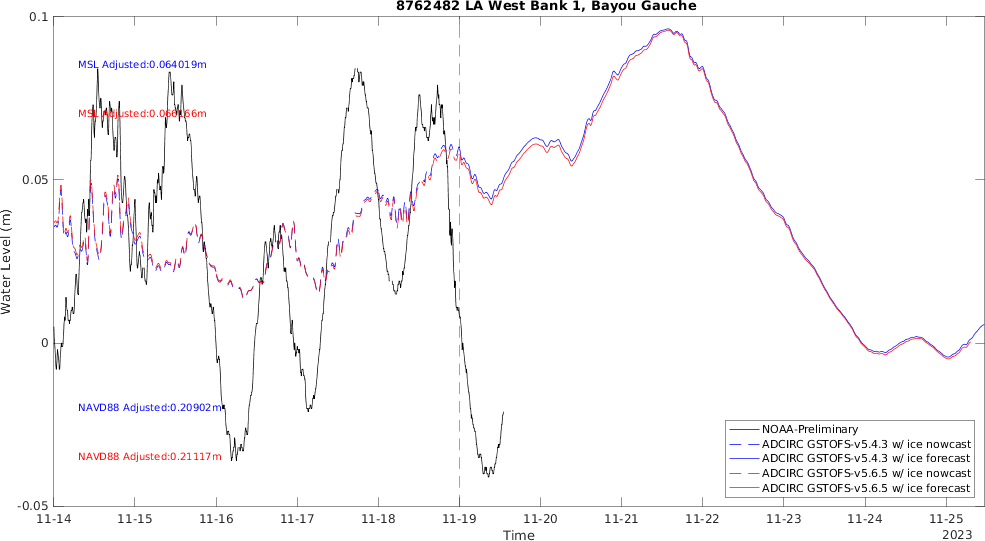 8762482 LA West Bank 1, Bayou Gauche
0.1
MSL Adjusted:0.064019m
MSL Adjusted:0.066166m
0.05
Water Level (m)
0
NAVD88 Adjusted:0.20902m
NAVD88 Adjusted:0.21117m
NOAA-Preliminary
ADCIRC GSTOFS-v5.4.3 w/ ice nowcast
ADCIRC GSTOFS-v5.4.3 w/ ice forecast
ADCIRC GSTOFS-v5.6.5 w/ ice nowcast
ADCIRC GSTOFS-v5.6.5 w/ ice forecast
-0.05
11-14 11-15 11-16 11-17 11-18 11-19 11-20 11-21 11-22 11-23 11-24 11-25
Time
2023